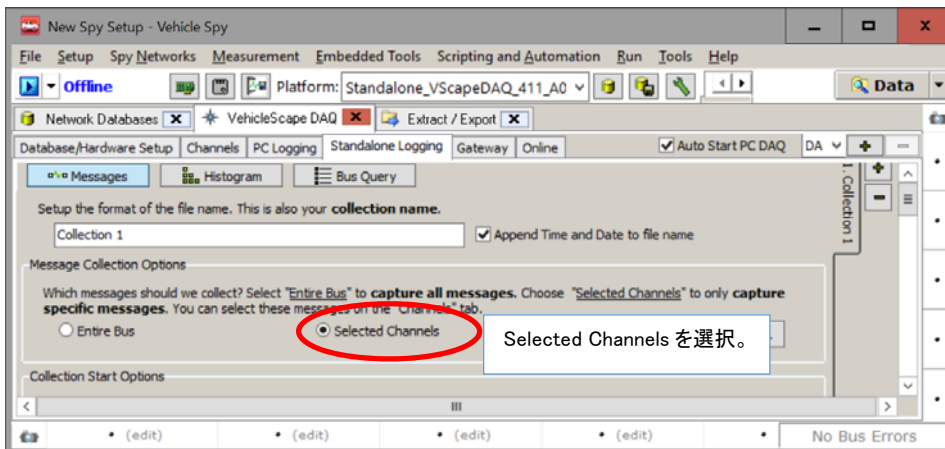 New Spy Setup - Vehicle Spy
File Setup Spy Networks Measurement Embedded Tools Scripting and Automation Run Tools Help
Offline Platform: Standalone_VScapeDAQ_411_A0 Data
Network Databases VehicleScape DAQ Extract / Export
Database/Hardware Setup Channels PC Logging Standalone Logging Gateway Online Auto Start PC DAQ DA
Messages Histogram Bus Query
1. Collection 1
Setup the format of the file name. This is also your collection name.
Collection 1 Append Time and Date to file name
Message Collection Options
Which messages should we collect? Select "Entire Bus" to capture all messages. Choose "Selected Channels" to only capture
specific messages. You can select these messages on the "Channels" tab.
Entire Bus Selected Channels
Selected Channels を選択。
Collection Start Options
(edit) (edit) (edit) (edit) No Bus Errors